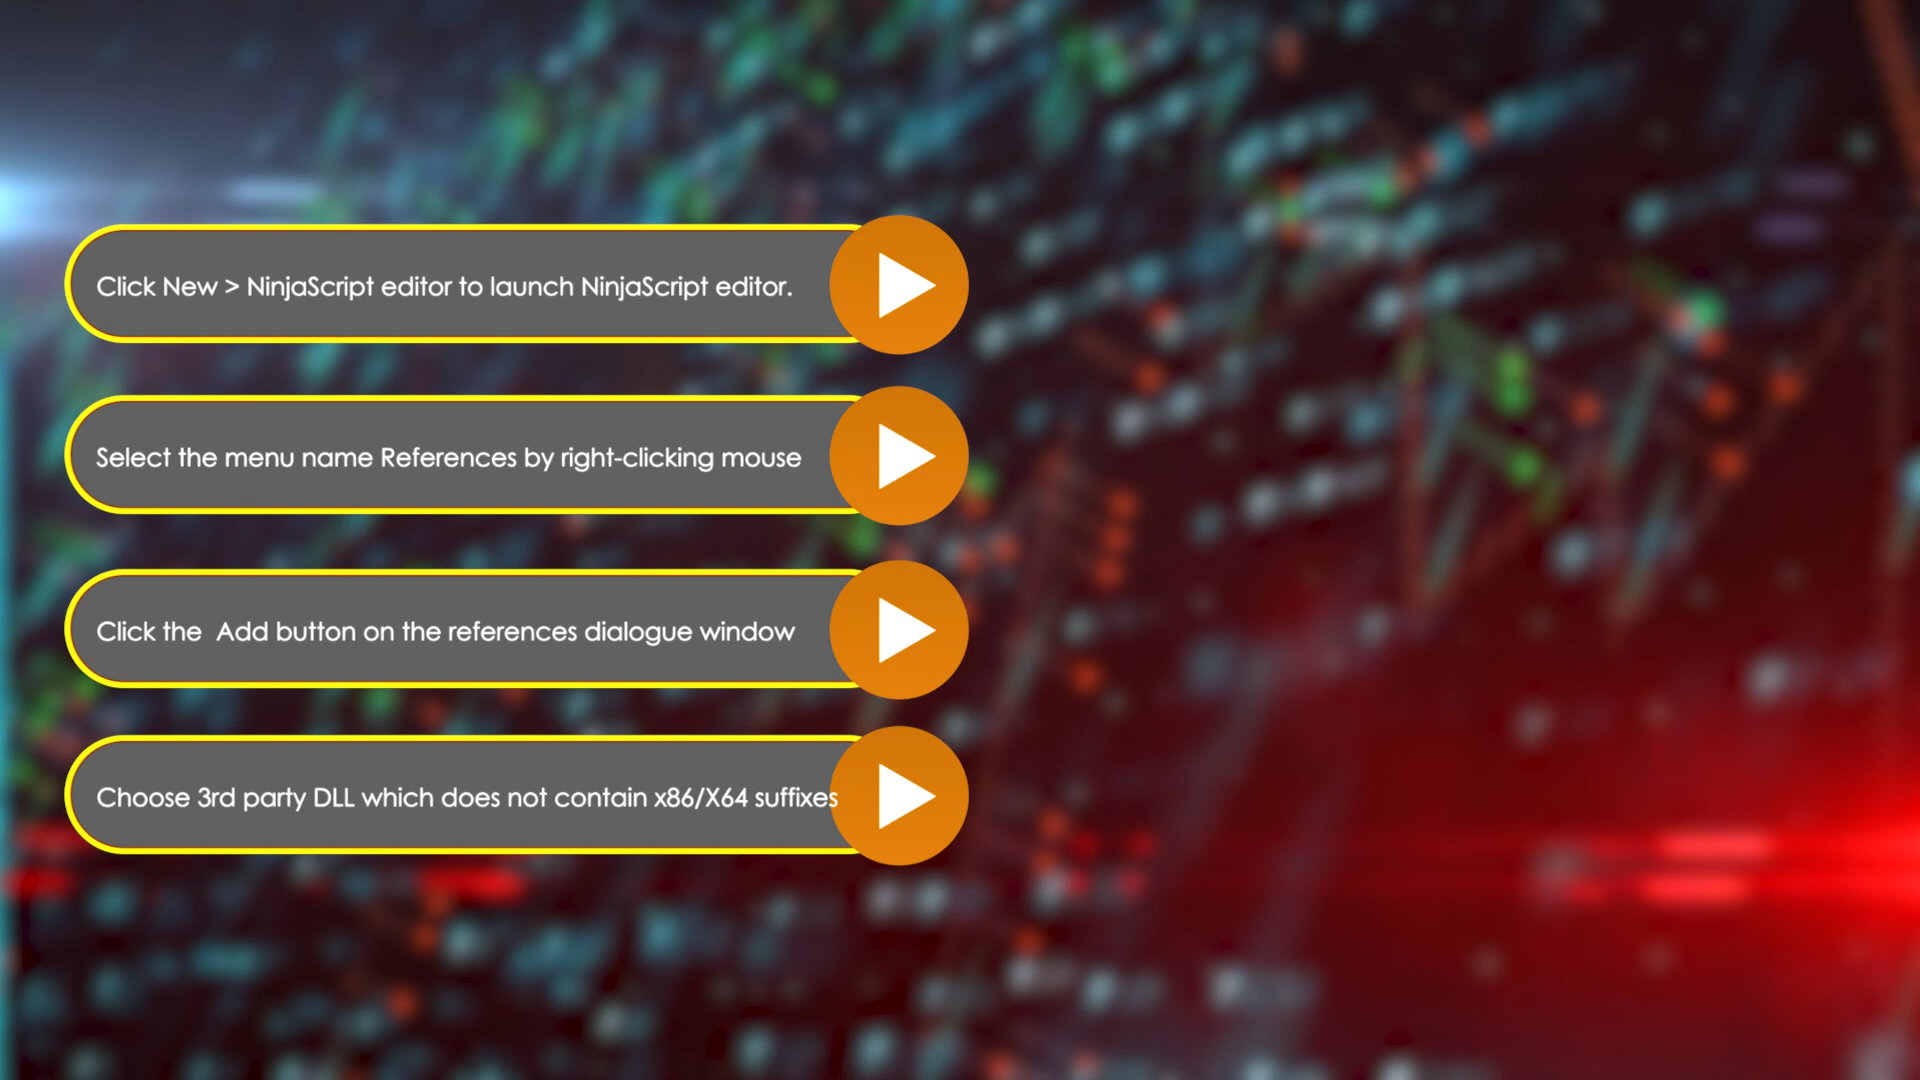 Click New > NinjaScript editor to launch NinjaScript editor.
Select the menu name References by right-clicking mouse
Click the  Add button on the references dialogue window
Choose 3rd party DLL which does not contain x86/X64 suffixes